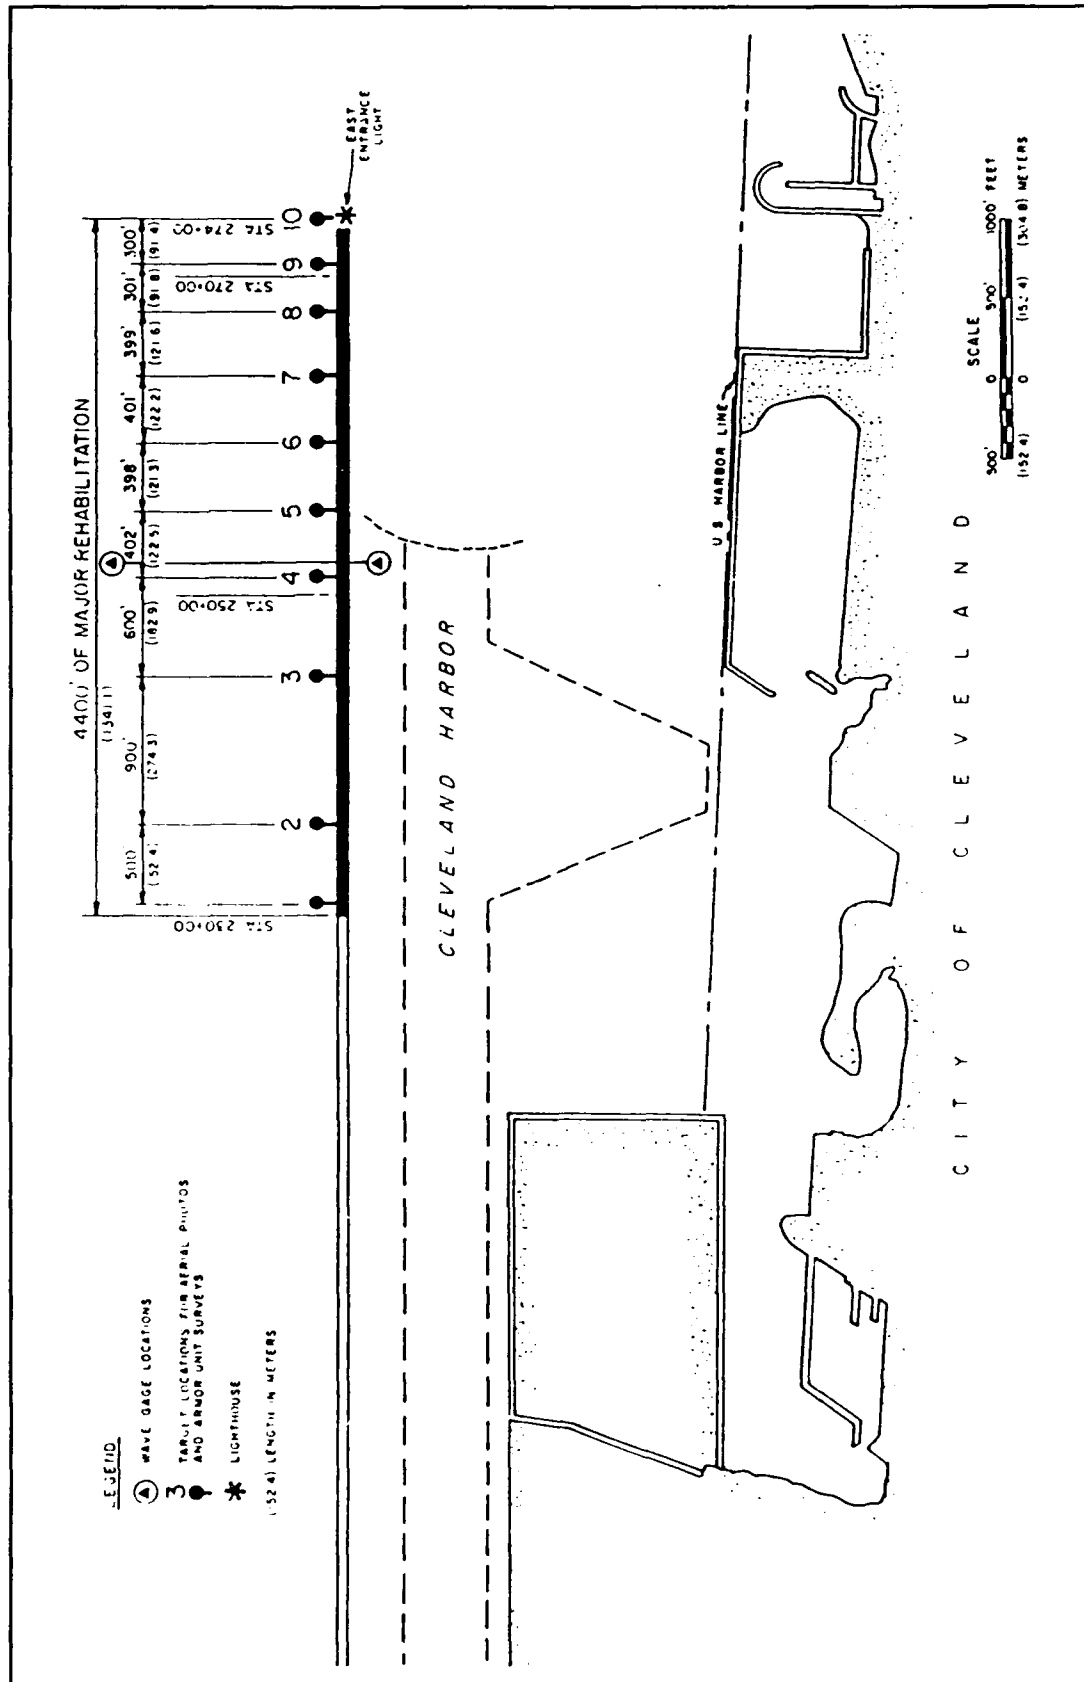 LEGEND
WAVE GAGE LOCATIONS
3
TARGET LOCATIONS FOR AERIAL PHOTOS
AND ARMOR UNIT SURVEYS
LIGHTHOUSE
(152.4) LENGTH IN METERS
4400' OF MAJOR REHABILITATION
(1341.1)
500' 900' 600' 402' 398' 401' 399' 301' 300'
(152.4) (274.3) (182.9) (122.5) (121.3) (122.2) (121.6) (91.8) (91.4)
STA 230+00
STA 250+00
STA 270+00
STA 274+00
1 2 3 4 5 6 7 8 9 10
EAST
ENTRANCE
LIGHT
CLEVELAND HARBOR
U S HARBOR LINE
CITY OF CLEVELAND
SCALE
500' 0 500' 1000' FEET
(152.4) 0 (152.4) (304.8) METERS